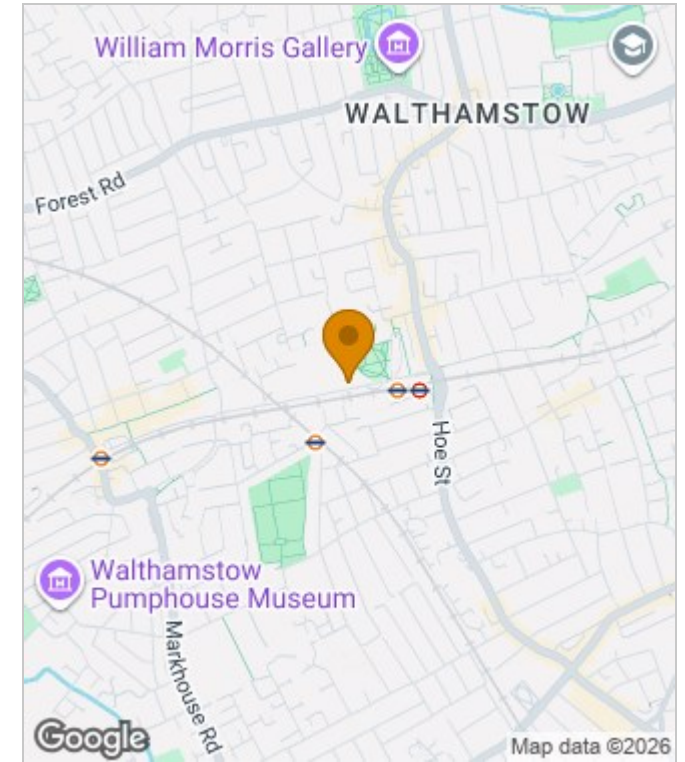 William Morris Gallery
WALTHAMSTOW
Forest Rd
Hoe St
Walthamstow
Pumphouse Museum
Markhouse Rd
Google
Map data ©2026